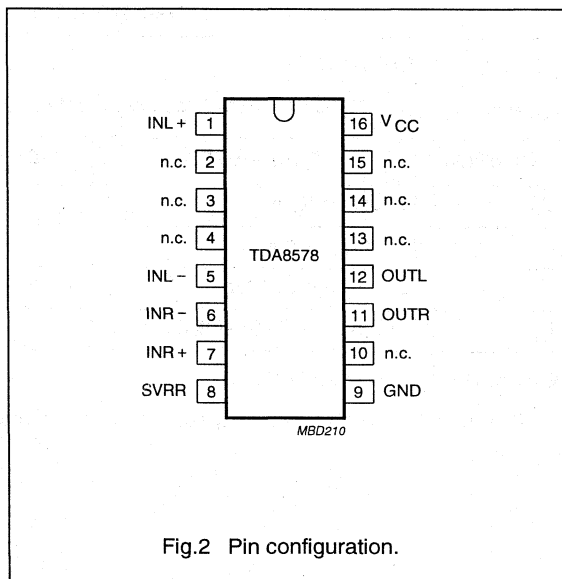 INL + 1 16 VCC
n.c. 2 15 n.c.
n.c. 3 14 n.c.
n.c. 4 13 n.c.
TDA8578
INL − 5 12 OUTL
INR − 6 11 OUTR
INR + 7 10 n.c.
SVRR 8 9 GND
MBD210
Fig.2 Pin configuration.